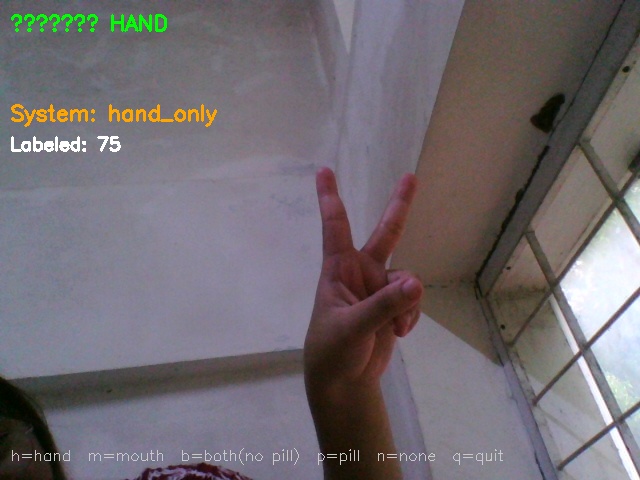 ??????? HAND
System: hand_only
Labeled: 75
h=hand m=mouth b=both(no pill) p=pill n=none q=quit